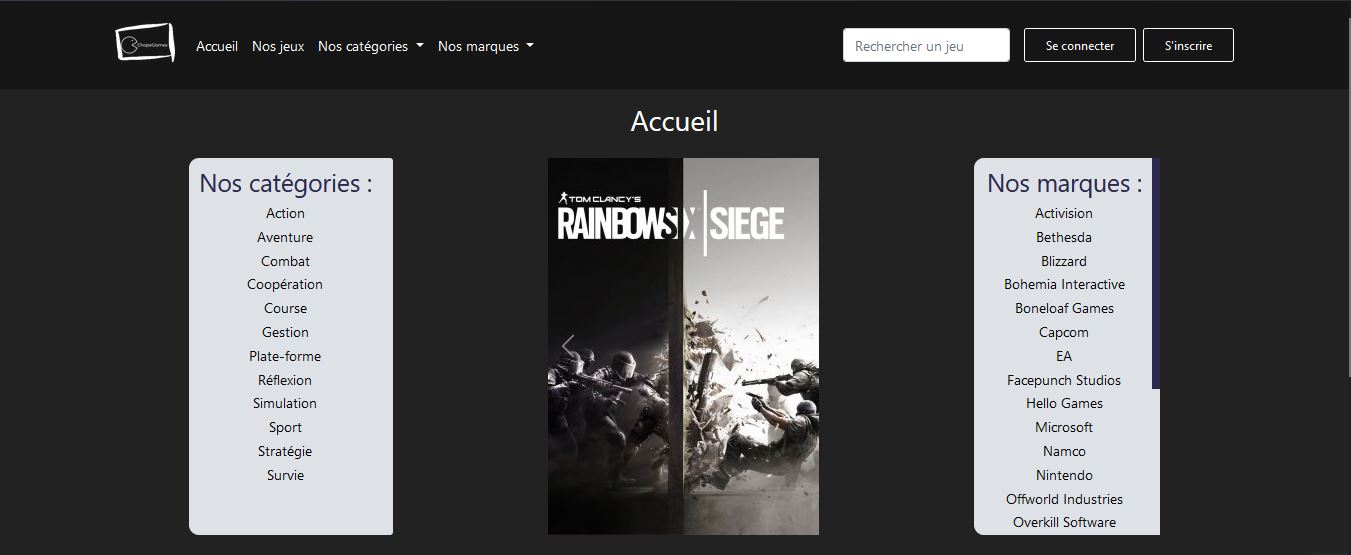 ChopeGames
Accueil
Nos jeux
Nos catégories
Nos marques
Rechercher un jeu
Se connecter
S'inscrire
Accueil
Nos catégories :
Action
Aventure
Combat
Coopération
Course
Gestion
Plate-forme
Réflexion
Simulation
Sport
Stratégie
Survie
TOM CLANCY'S
RAINBOWSIX | SIEGE
Nos marques :
Activision
Bethesda
Blizzard
Bohemia Interactive
Boneloaf Games
Capcom
EA
Facepunch Studios
Hello Games
Microsoft
Namco
Nintendo
Offworld Industries
Overkill Software